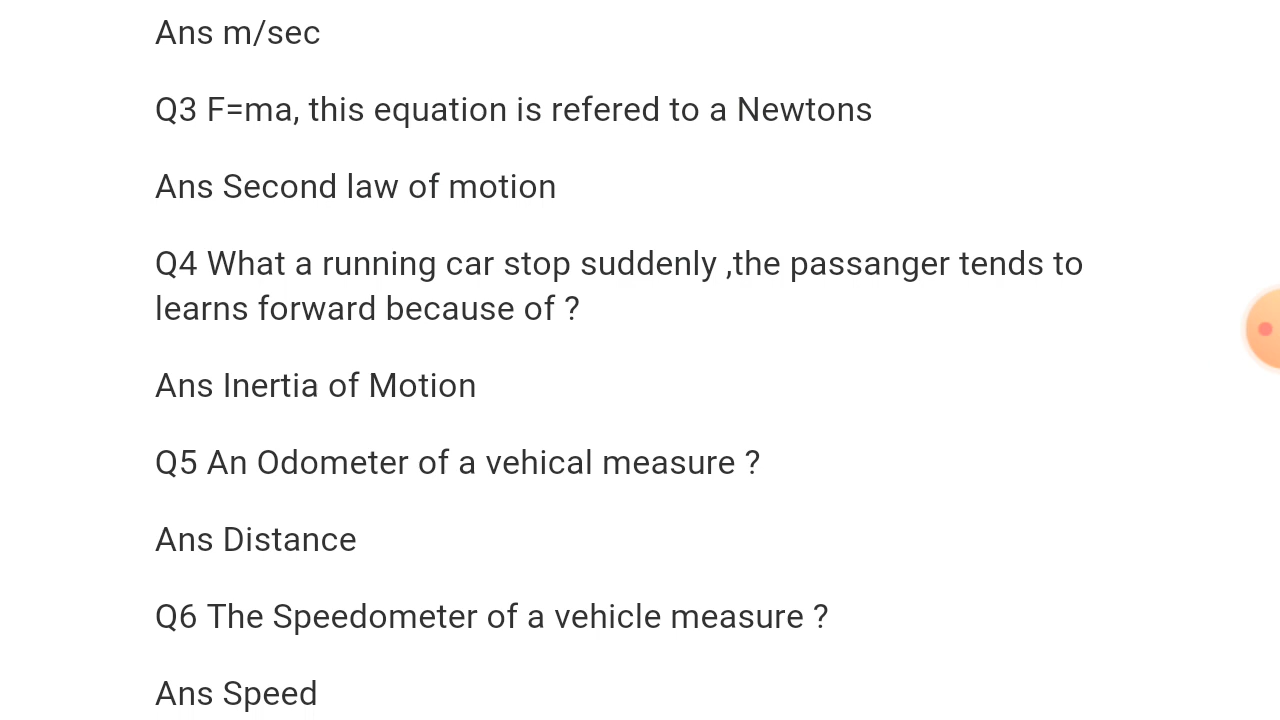 Ans m/sec
Q3 F=ma, this equation is refered to a Newtons
Ans Second law of motion
Q4 What a running car stop suddenly ,the passanger tends to
learns forward because of ?
Ans Inertia of Motion
Q5 An Odometer of a vehical measure ?
Ans Distance
Q6 The Speedometer of a vehicle measure ?
Ans Speed